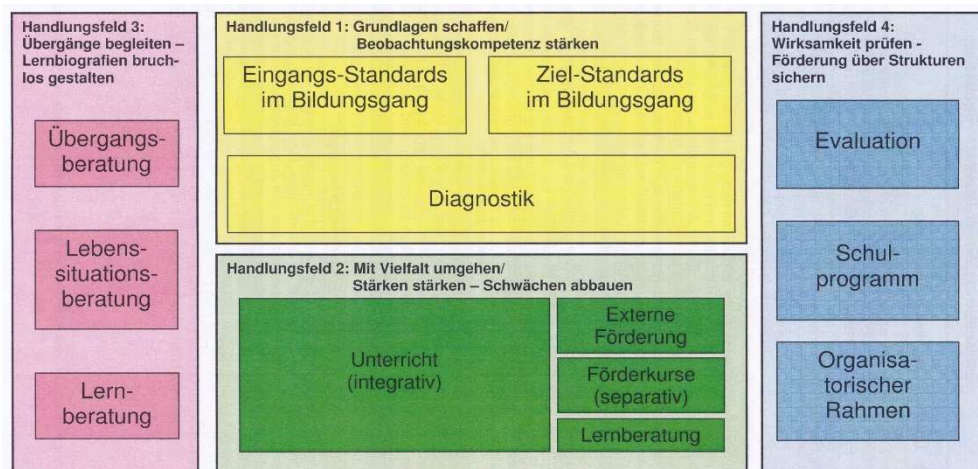 Handlungsfeld 3:
Übergänge begleiten –
Lernbiografien bruch-
los gestalten
Übergangs-
beratung
Lebens-
situations-
beratung
Lern-
beratung
Handlungsfeld 1: Grundlagen schaffen/
Beobachtungskompetenz stärken
Eingangs-Standards
im Bildungsgang
Ziel-Standards
im Bildungsgang
Diagnostik
Handlungsfeld 2: Mit Vielfalt umgehen/
Stärken stärken – Schwächen abbauen
Unterricht
(integrativ)
Externe
Förderung
Förderkurse
(separativ)
Lernberatung
Handlungsfeld 4:
Wirksamkeit prüfen -
Förderung über Strukturen
sichern
Evaluation
Schul-
programm
Organisa-
torischer
Rahmen